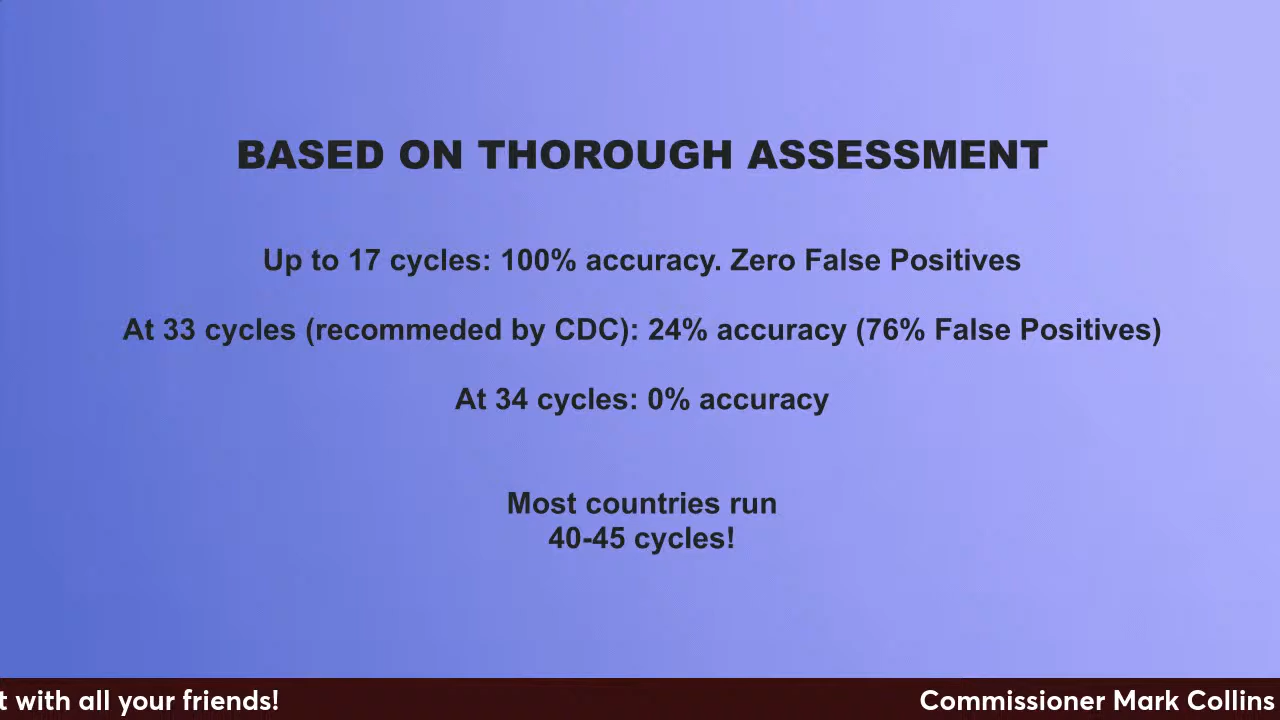 BASED ON THOROUGH ASSESSMENT
Up to 17 cycles: 100% accuracy. Zero False Positives
At 33 cycles (recommeded by CDC): 24% accuracy (76% False Positives)
At 34 cycles: 0% accuracy
Most countries run
40-45 cycles!
t with all your friends! Commissioner Mark Collins